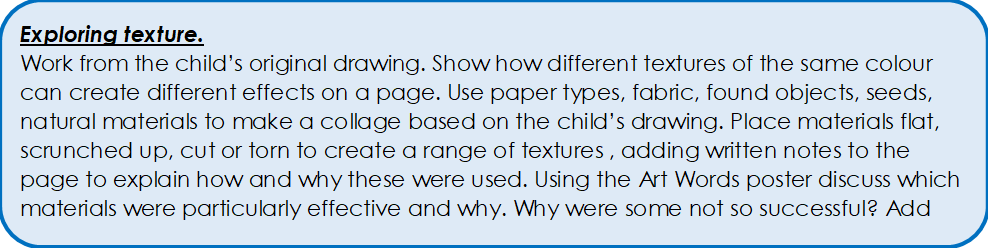 Exploring texture.
Work from the child's original drawing. Show how different textures of the same colour
can create different effects on a page. Use paper types, fabric, found objects, seeds,
natural materials to make a collage based on the child's drawing. Place materials flat,
scrunched up, cut or torn to create a range of textures , adding written notes to the
page to explain how and why these were used. Using the Art Words poster discuss which
materials were particularly effective and why. Why were some not so successful? Add